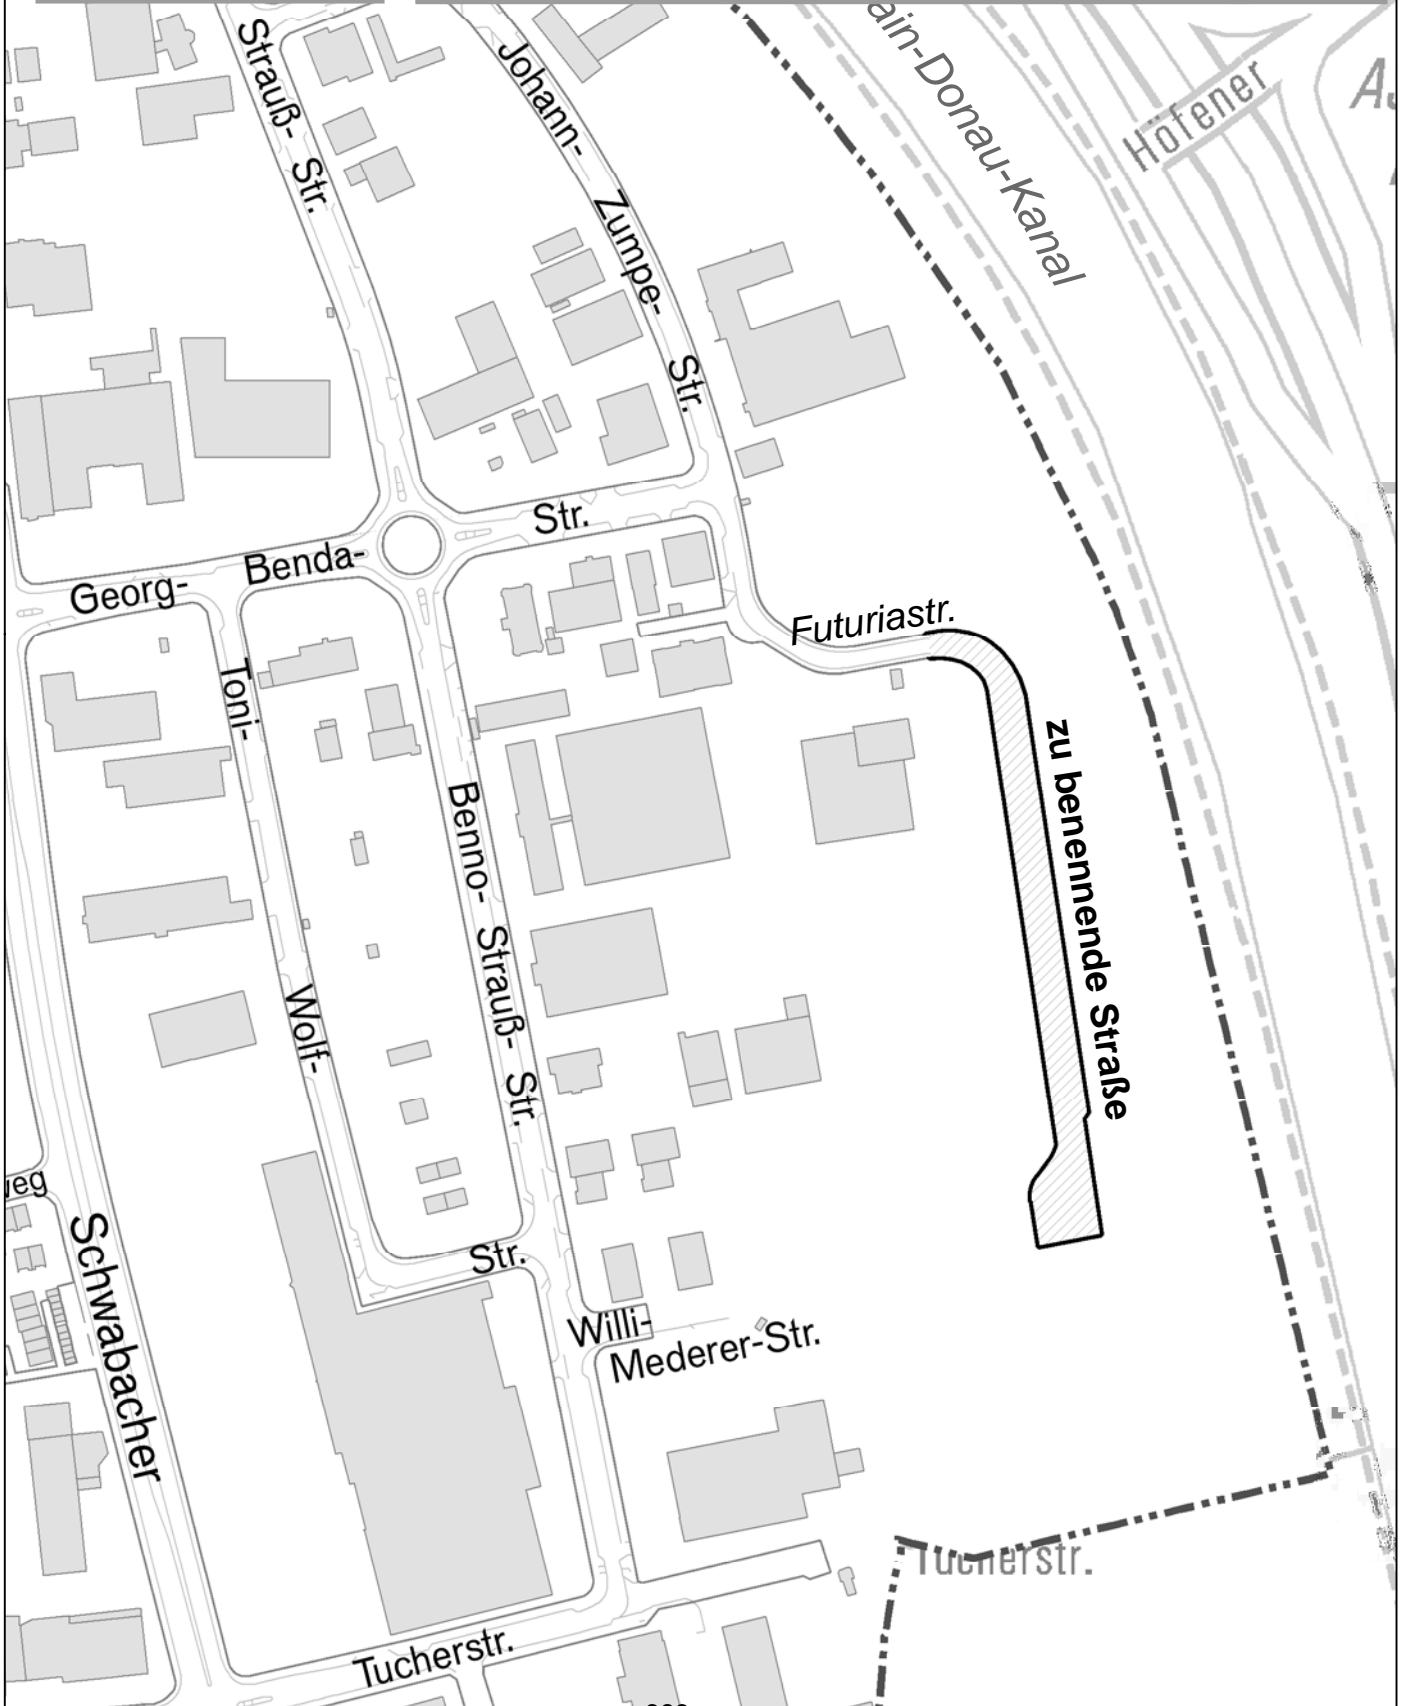 Strauß-
Str.
Johann-
Zumpe-
Str.
ain-Donau-Kanal
Höfener
Str.
Georg-
Benda-
Futuriastr.
Toni-
Wolf-
Str.
Benno-
Strauß-
Str.
zu benennende Straße
weg
Schwabacher
Willi-
Mederer-Str.
Tucherstr.
Tucherstr.